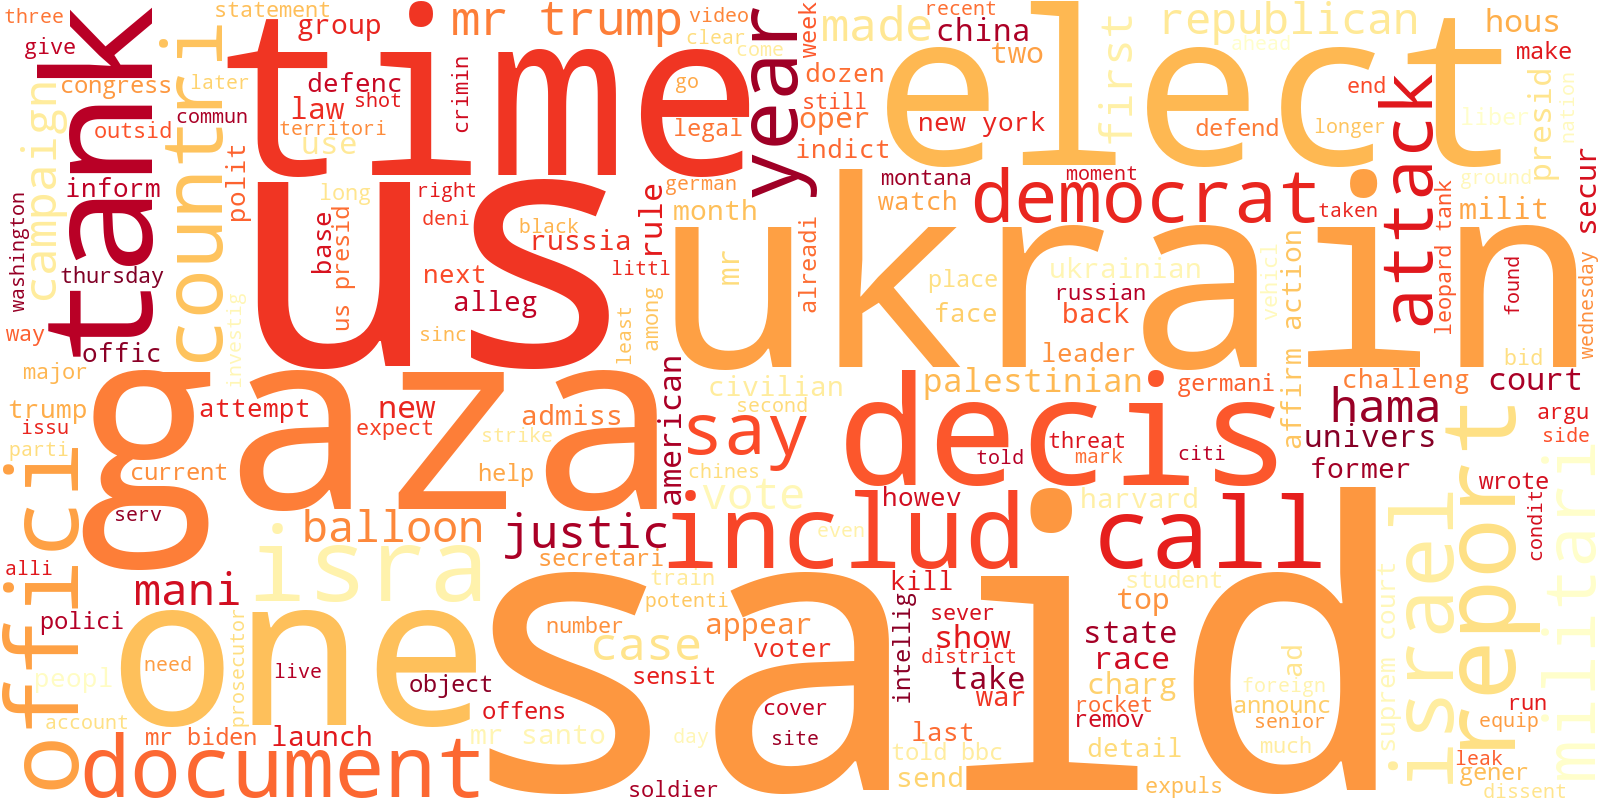 three
statement
mr trump
video
recent
republican
hous
give
group
clear
week
made
china
first
ahead
make
tank
countri
time
come
year
elect
two
congress
later
defenc
shot
crimin
go
dozen
end
attack
presid
liber
nation
campaign
outsid
commun
law
territori
use
legal
still
oper
new york
defend
longer
indict
inform
polit
long
right
german
montana
democrat
moment
ground
secur
washington
base
us presid
deni
black
month
watch
taken
leopard tank
milit
thursday
us
next
russia
littl
rule
mr
alreadi
ukrain
place
ukrainian
russian
vehicl
affirm action
found
wednesday
way
investig
alleg
sinc
least
among
face
back
leader
offic
bid
major
gaza
attempt
new
admiss
american
civilian
palestinian
germani
challeng
court
trump
issu
expect
second
say
decis
hama
argu
parti
current
strike
help
chines
told
threat
mark
citi
univers
side
former
report
offici
serv
balloon
justic
vote
howev
harvard
wrote
israel
condit
militari
includ
call
even
isra
secretari
alli
mani
train
potenti
kill
student
polici
one
said
number
case
appear
voter
intellig
sever
show
top
state
suprem court
need
prosecutor
live
object
sensit
district
race
ad
peopl
take
charg
foreign
account
offens
cover
war
rocket
announc
run
mr biden
launch
mr santo
day
site
last
remov
senior
equip
document
told bbc
detail
much
leak
send
gener
soldier
expuls
dissent